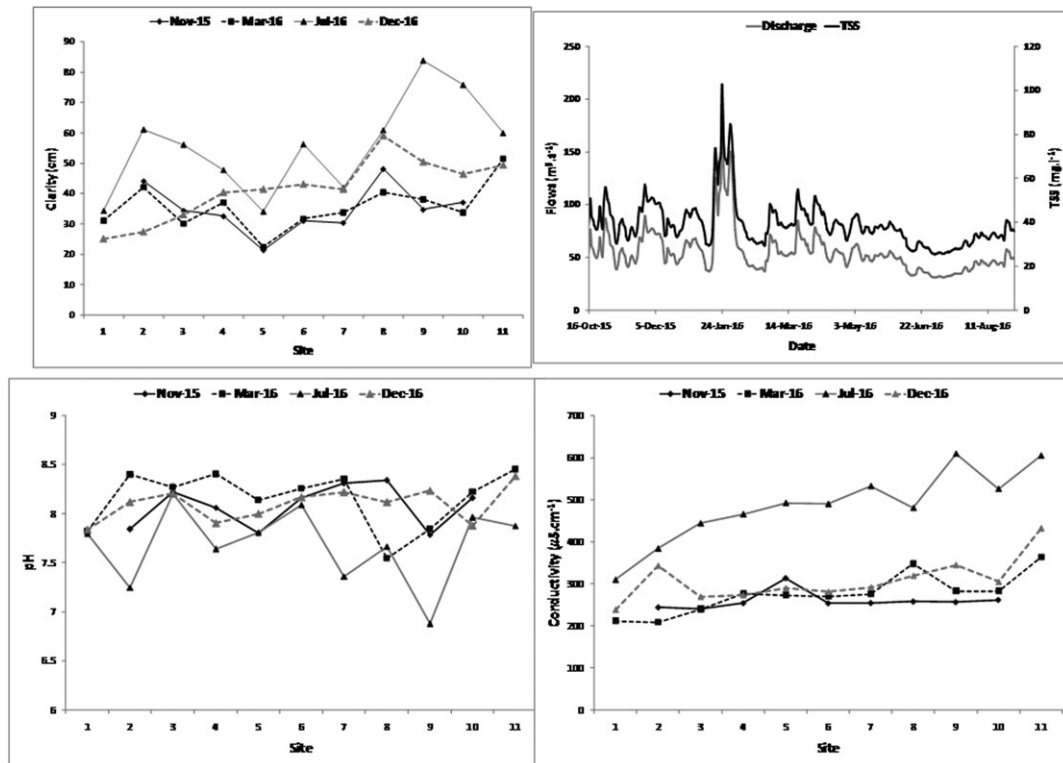 Nov-15 Mar-16 Jul-16 Dec-16
Clarity (cm)
90
80
70
60
50
40
30
20
10
0
1 2 3 4 5 6 7 8 9 10 11
Site
Discharge TSS
Flows (m³.s⁻¹)
250
200
150
100
50
0
TSS (mg.l⁻¹)
120
100
80
60
40
20
0
16-Oct-15 5-Dec-15 24-Jan-16 14-Mar-16 3-May-16 22-Jun-16 11-Aug-16
Date
Nov-15 Mar-16 Jul-16 Dec-16
pH
9
8.5
8
7.5
7
6.5
6
1 2 3 4 5 6 7 8 9 10 11
Site
Nov-15 Mar-16 Jul-16 Dec-16
Conductivity (µS.cm⁻¹)
700
600
500
400
300
200
100
0
1 2 3 4 5 6 7 8 9 10 11
Site